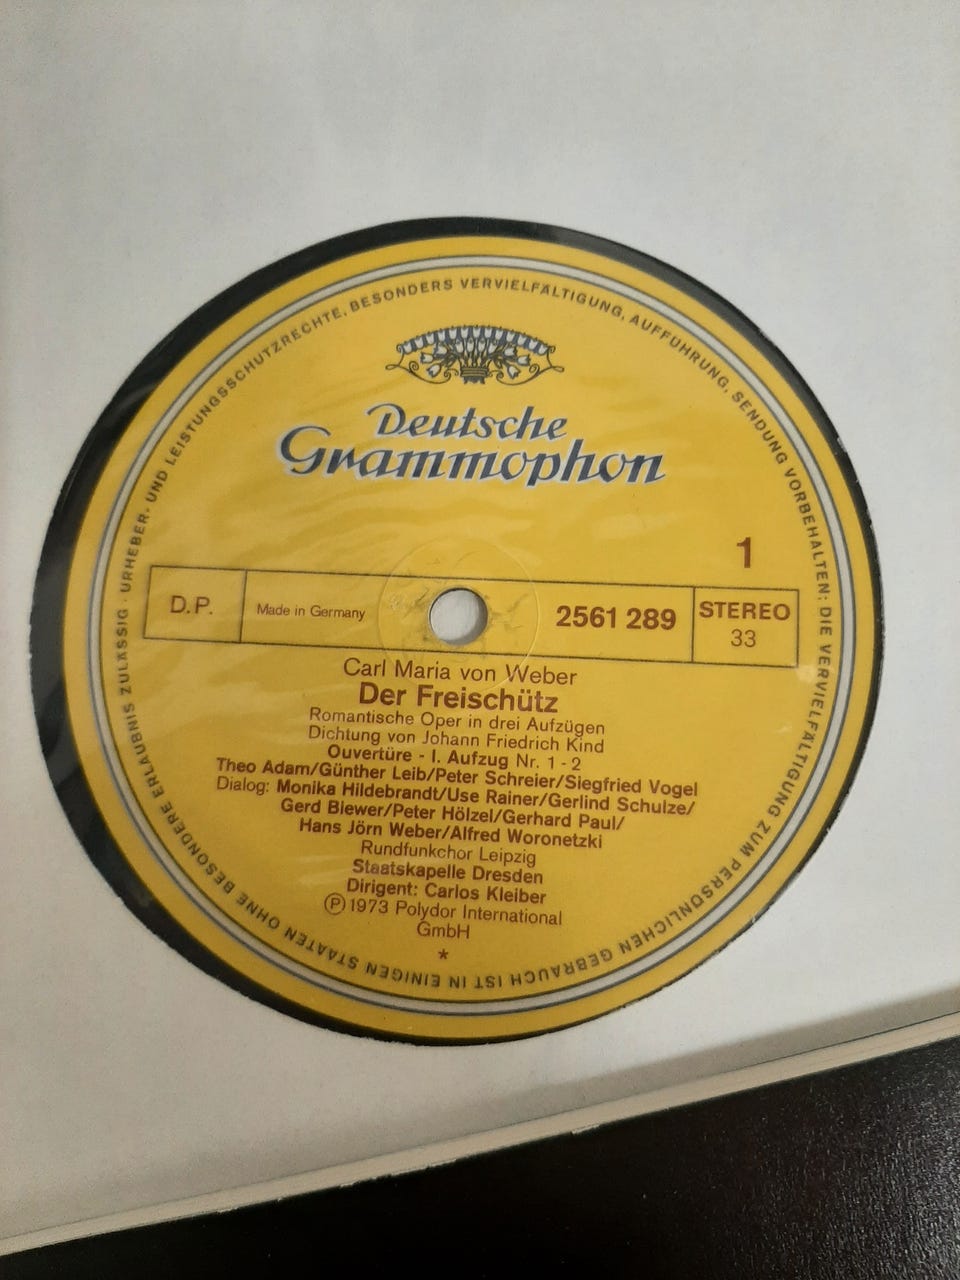 URHEBER- UND LEISTUNGSSCHUTZRECHTE, BESONDERS VERVIELFÄLTIGUNG, AUFFÜHRUNG, SENDUNG VORBEHALTEN; DIE VERVIELFÄLTIGUNG ZUM PERSÖNLICHEN GEBRAUCH IST IN EINIGEN STAATEN OHNE BESONDERE ERLAUBNIS ZULÄSSIG ·
Deutsche
Grammophon
1
D.P. Made in Germany 2561 289 STEREO
33
Carl Maria von Weber
Der Freischütz
Romantische Oper in drei Aufzügen
Dichtung von Johann Friedrich Kind
Ouvertüre - I. Aufzug Nr. 1 - 2
Theo Adam/Günther Leib/Peter Schreier/Siegfried Vogel
Dialog: Monika Hildebrandt/Use Rainer/Gerlind Schulze/
Gerd Biewer/Peter Hölzel/Gerhard Paul/
Hans Jörn Weber/Alfred Woronetzki
Rundfunkchor Leipzig
Staatskapelle Dresden
Dirigent: Carlos Kleiber
Ⓟ 1973 Polydor International
GmbH
*